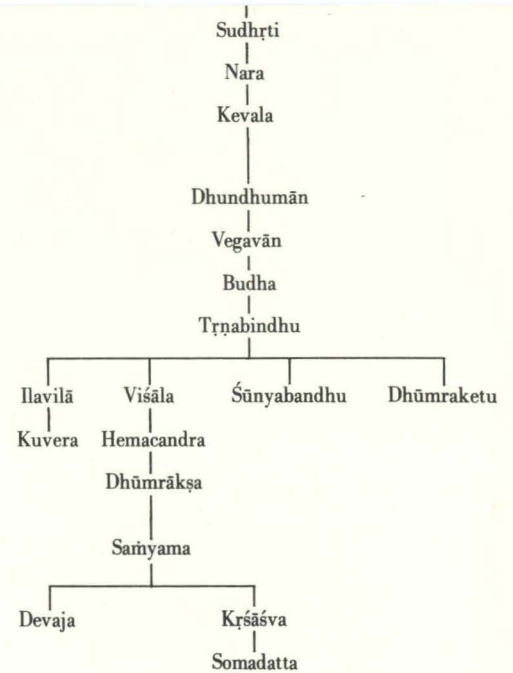 Sudhṛti
Nara
Kevala
Dhundhumān
Vegavān
Budha
Tṛṇabindhu
Ilavilā Viśāla Śūnyabandhu Dhūmraketu
Kuvera Hemacandra
Dhūmrākṣa
Saṁyama
Devaja Kṛśāśva
Somadatta